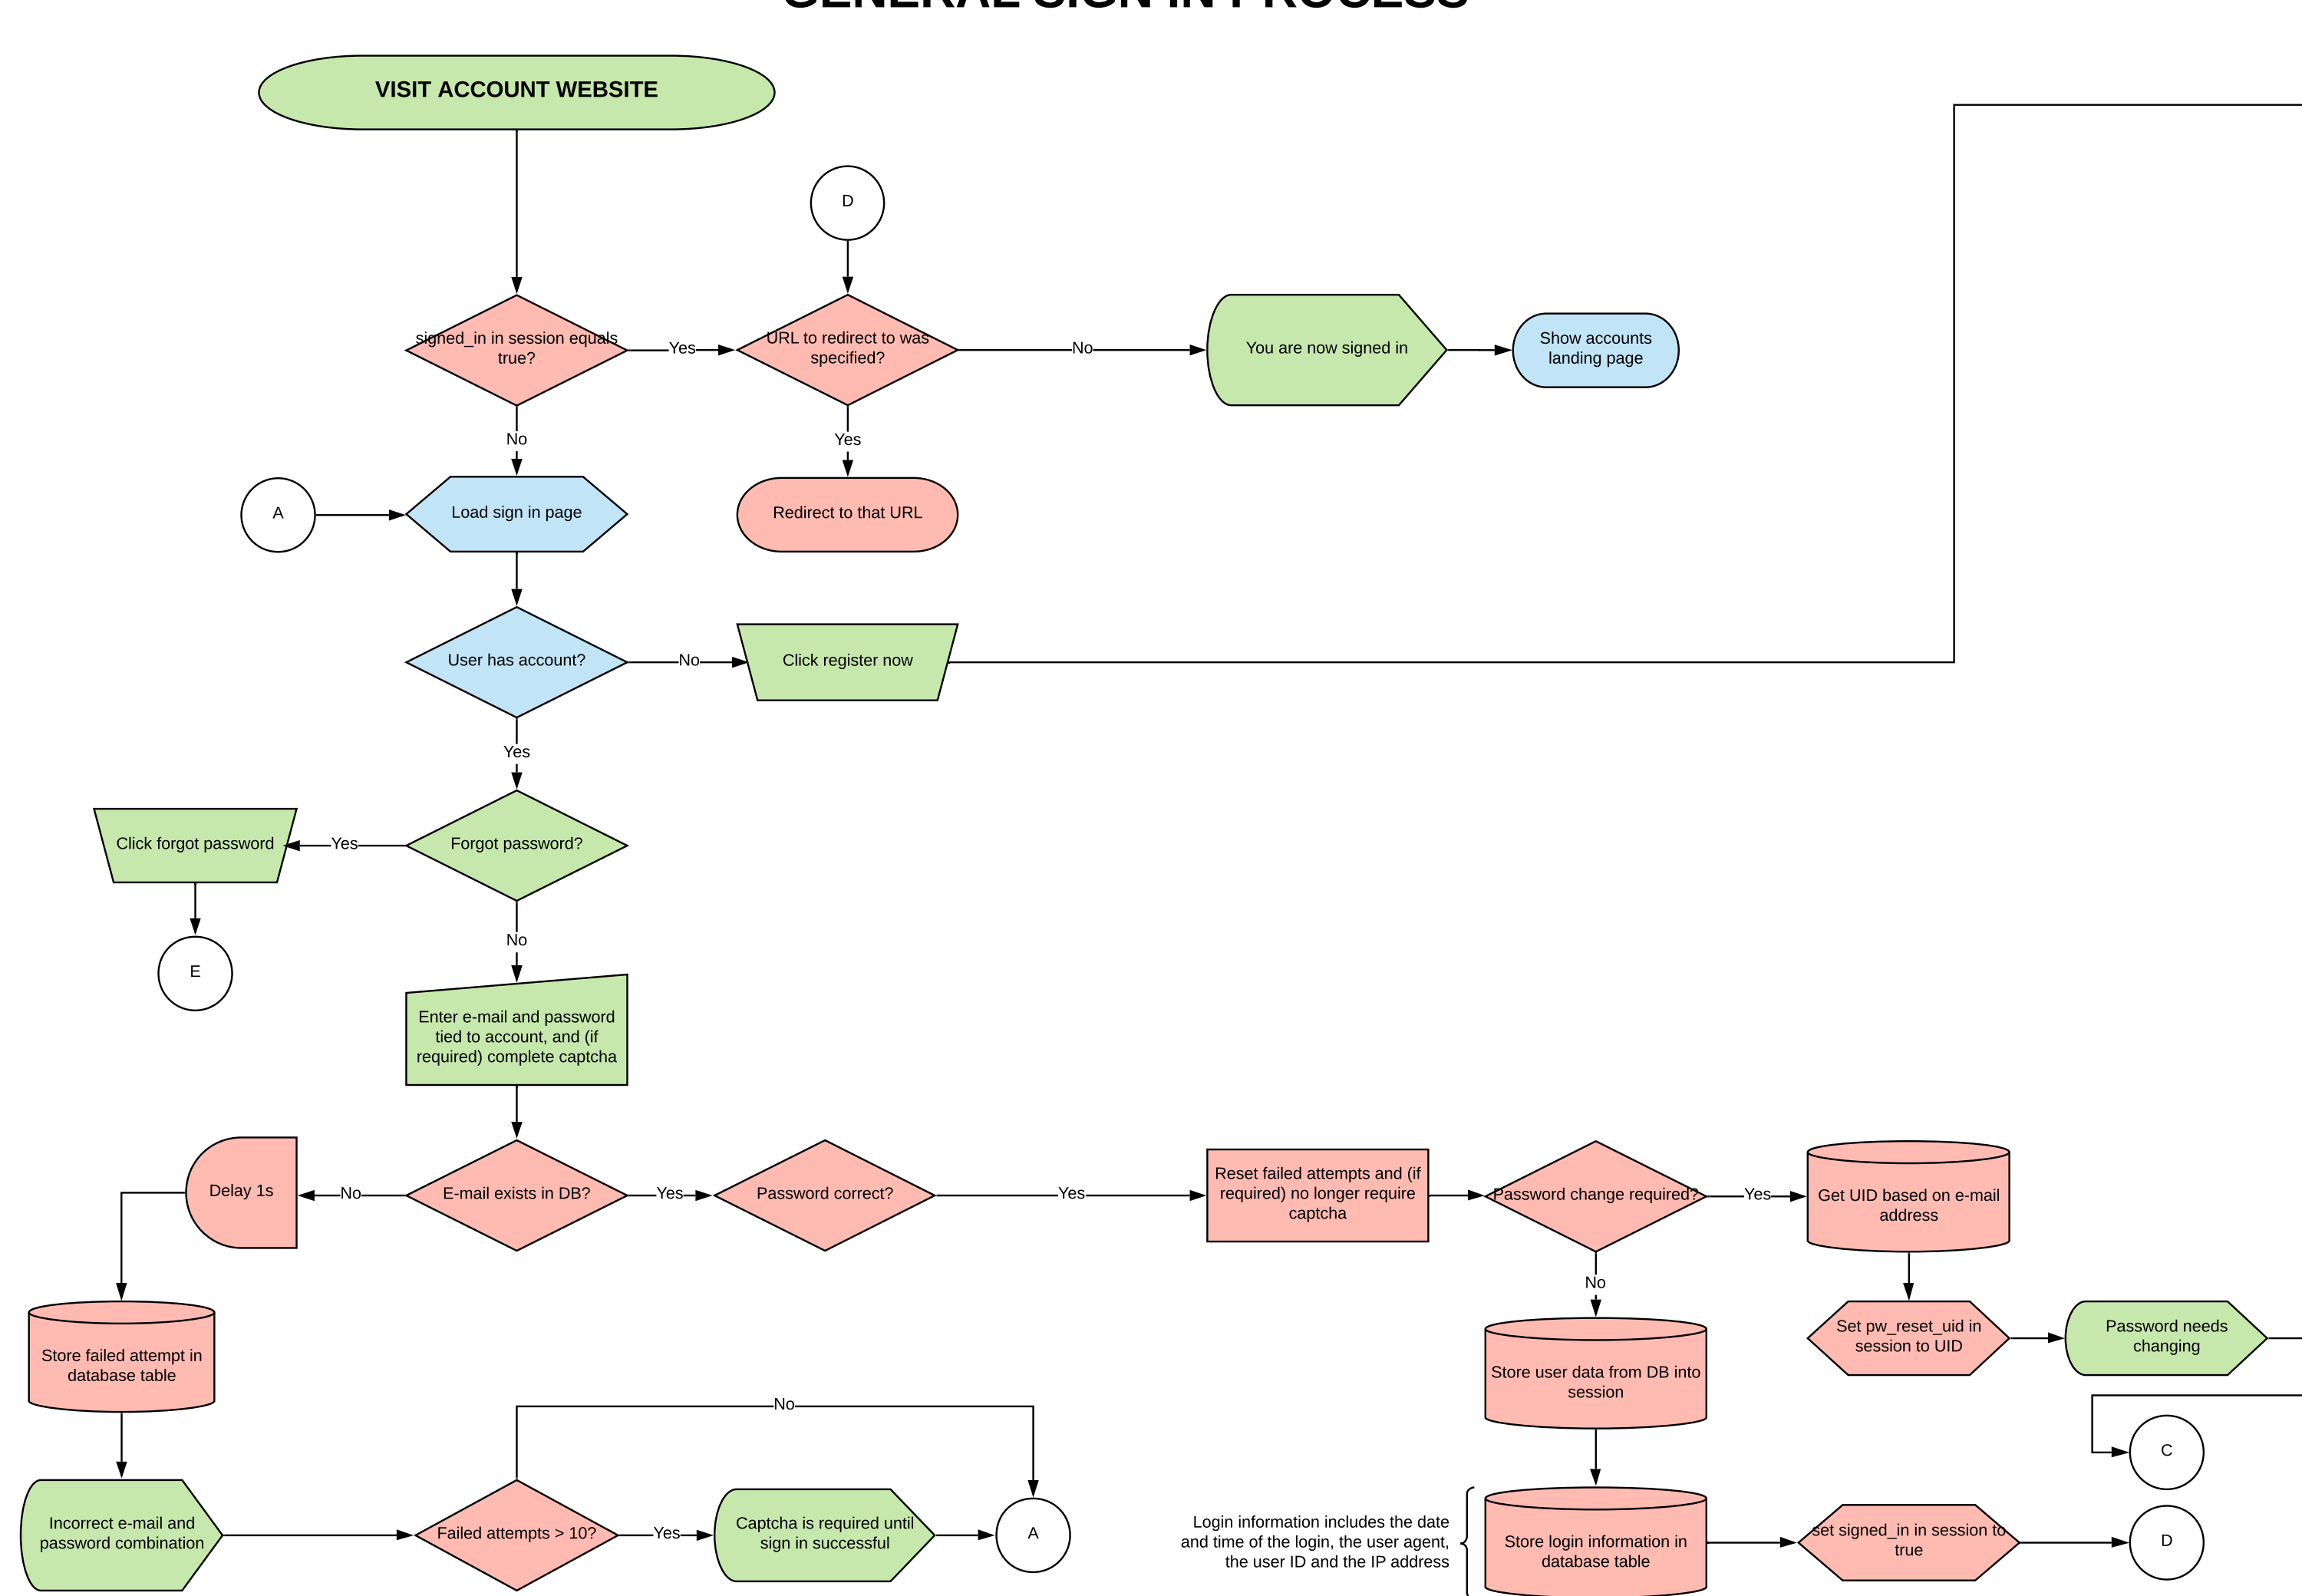 GENERAL SIGN IN PROCESS
VISIT ACCOUNT WEBSITE
D
signed_in in session equals
true?
Yes
URL to redirect to was
specified?
No
You are now signed in
Show accounts
landing page
No
Yes
A
Load sign in page
Redirect to that URL
User has account?
No
Click register now
Yes
Click forgot password
Yes
Forgot password?
E
No
Enter e-mail and password
tied to account, and (if
required) complete captcha
Delay 1s
No
E-mail exists in DB?
Yes
Password correct?
Yes
Reset failed attempts and (if
required) no longer require
captcha
Password change required?
Yes
Get UID based on e-mail
address
No
Store failed attempt in
database table
Store user data from DB into
session
Set pw_reset_uid in
session to UID
Password needs
changing
No
C
Incorrect e-mail and
password combination
Failed attempts > 10?
Yes
Captcha is required until
sign in successful
A
Login information includes the date
and time of the login, the user agent,
the user ID and the IP address
Store login information in
database table
set signed_in in session to
true
D